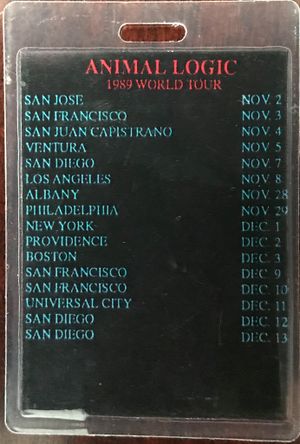 ANIMAL LOGIC
1989 WORLD TOUR
SAN JOSE NOV. 2
SAN FRANCISCO NOV. 3
SAN JUAN CAPISTRANO NOV. 4
VENTURA NOV. 5
SAN DIEGO NOV. 7
LOS ANGELES NOV. 8
ALBANY NOV. 28
PHILADELPHIA NOV. 29
NEW YORK DEC. 1
PROVIDENCE DEC. 2
BOSTON DEC. 3
SAN FRANCISCO DEC. 9
SAN FRANCISCO DEC. 10
UNIVERSAL CITY DEC. 11
SAN DIEGO DEC. 12
SAN DIEGO DEC. 13